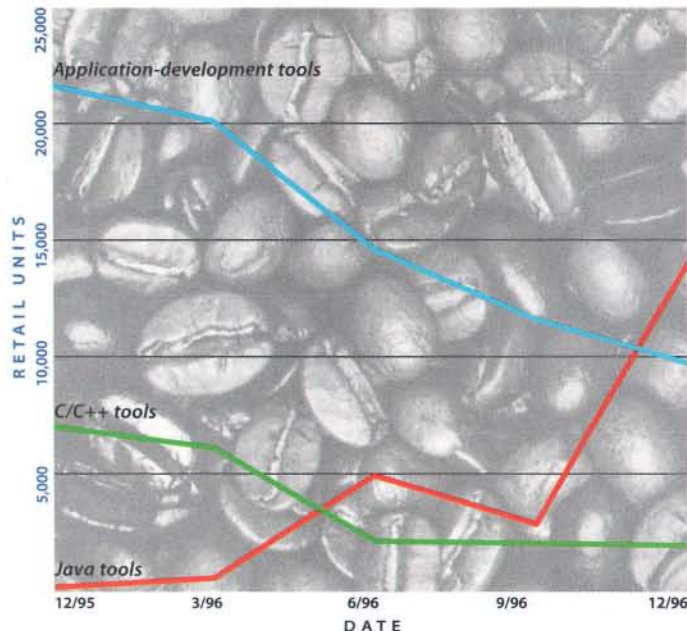 25,000
Application-development tools
20,000
15,000
RETAIL UNITS
10,000
C/C++ tools
5,000
Java tools
12/95 3/96 6/96 9/96 12/96
DATE